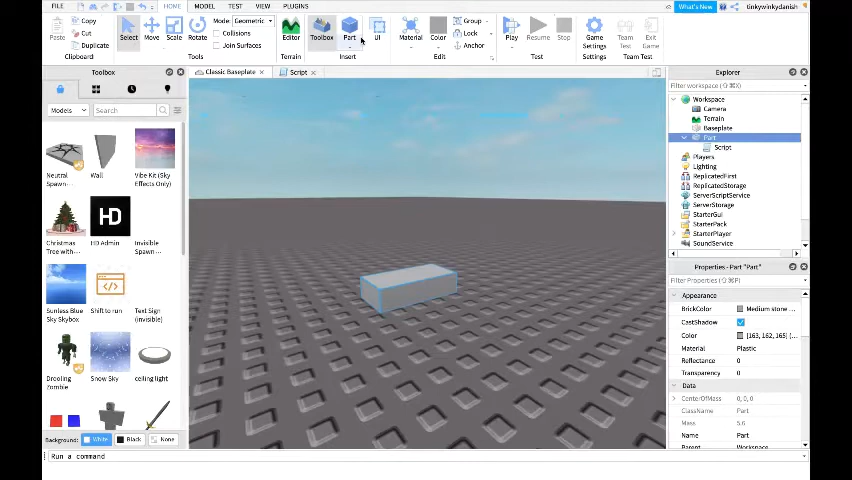 FILE HOME MODEL TEST VIEW PLUGINS What's New ginkywinkydanish
Paste Copy Cut Duplicate Clipboard
Select Move Scale Rotate Mode: Geometric Collisions Join Surfaces Tools
Editor Terrain
Toolbox Part UI Insert
Material Color Group Lock Anchor Edit
Play Resume Stop Test
Game Settings Settings
Team Test Exit Game Team Test
Toolbox
Models Search
Neutral Spawn... Wall Vibe Kit (Sky Effects Only)
Christmas Tree with... HD HD Admin Invisible Spawn...
Sunless Blue Sky Skybox Shift to run Text Sign (invisible)
Drooling Zombie Snow Sky ceiling light
Background: White Black None
Classic Baseplate × Script ×
Explorer
Filter workspace (⇧⌘X)
Workspace
Camera
Terrain
Baseplate
Part
Script
Players
Lighting
ReplicatedFirst
ReplicatedStorage
ServerScriptService
ServerStorage
StarterGui
StarterPack
StarterPlayer
SoundService
Properties - Part "Part"
Filter Properties (⇧⌘P)
Appearance
BrickColor Medium stone ...
CastShadow
Color [163, 162, 165] (...
Material Plastic
Reflectance 0
Transparency 0
Data
CenterOfMass 0, 0, 0
ClassName Part
Mass 5.6
Name Part
Parent Workspace
Run a command